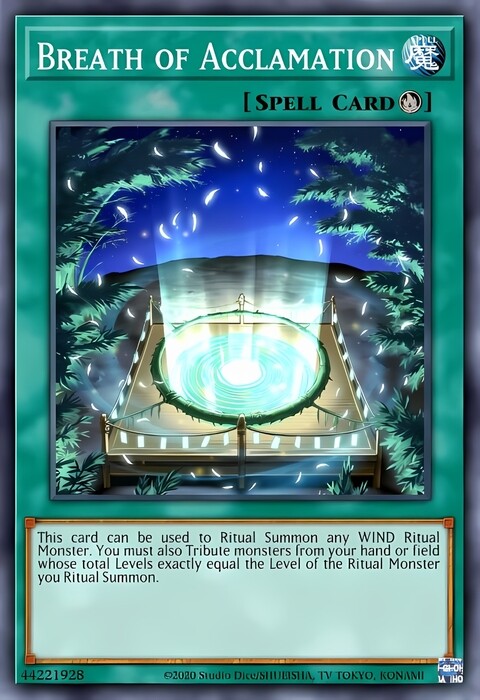 BREATH OF ACCLAMATION 魔
[SPELL CARD]
This card can be used to Ritual Summon any WIND Ritual
Monster. You must also Tribute monsters from your hand or field
whose total Levels exactly equal the Level of the Ritual Monster
you Ritual Summon.
44221928
©2020 Studio Dice/SHUEISHA, TV TOKYO, KONAMI